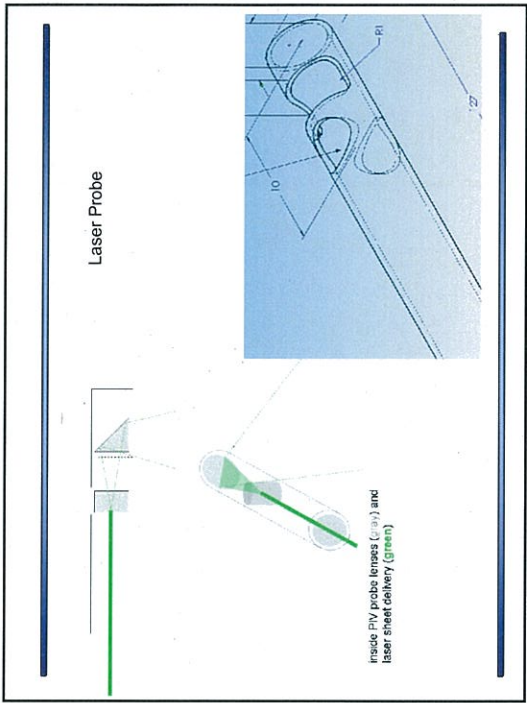 Laser Probe
inside PIV probe lenses (gray) and
laser sheet delivery (green)
10
R1